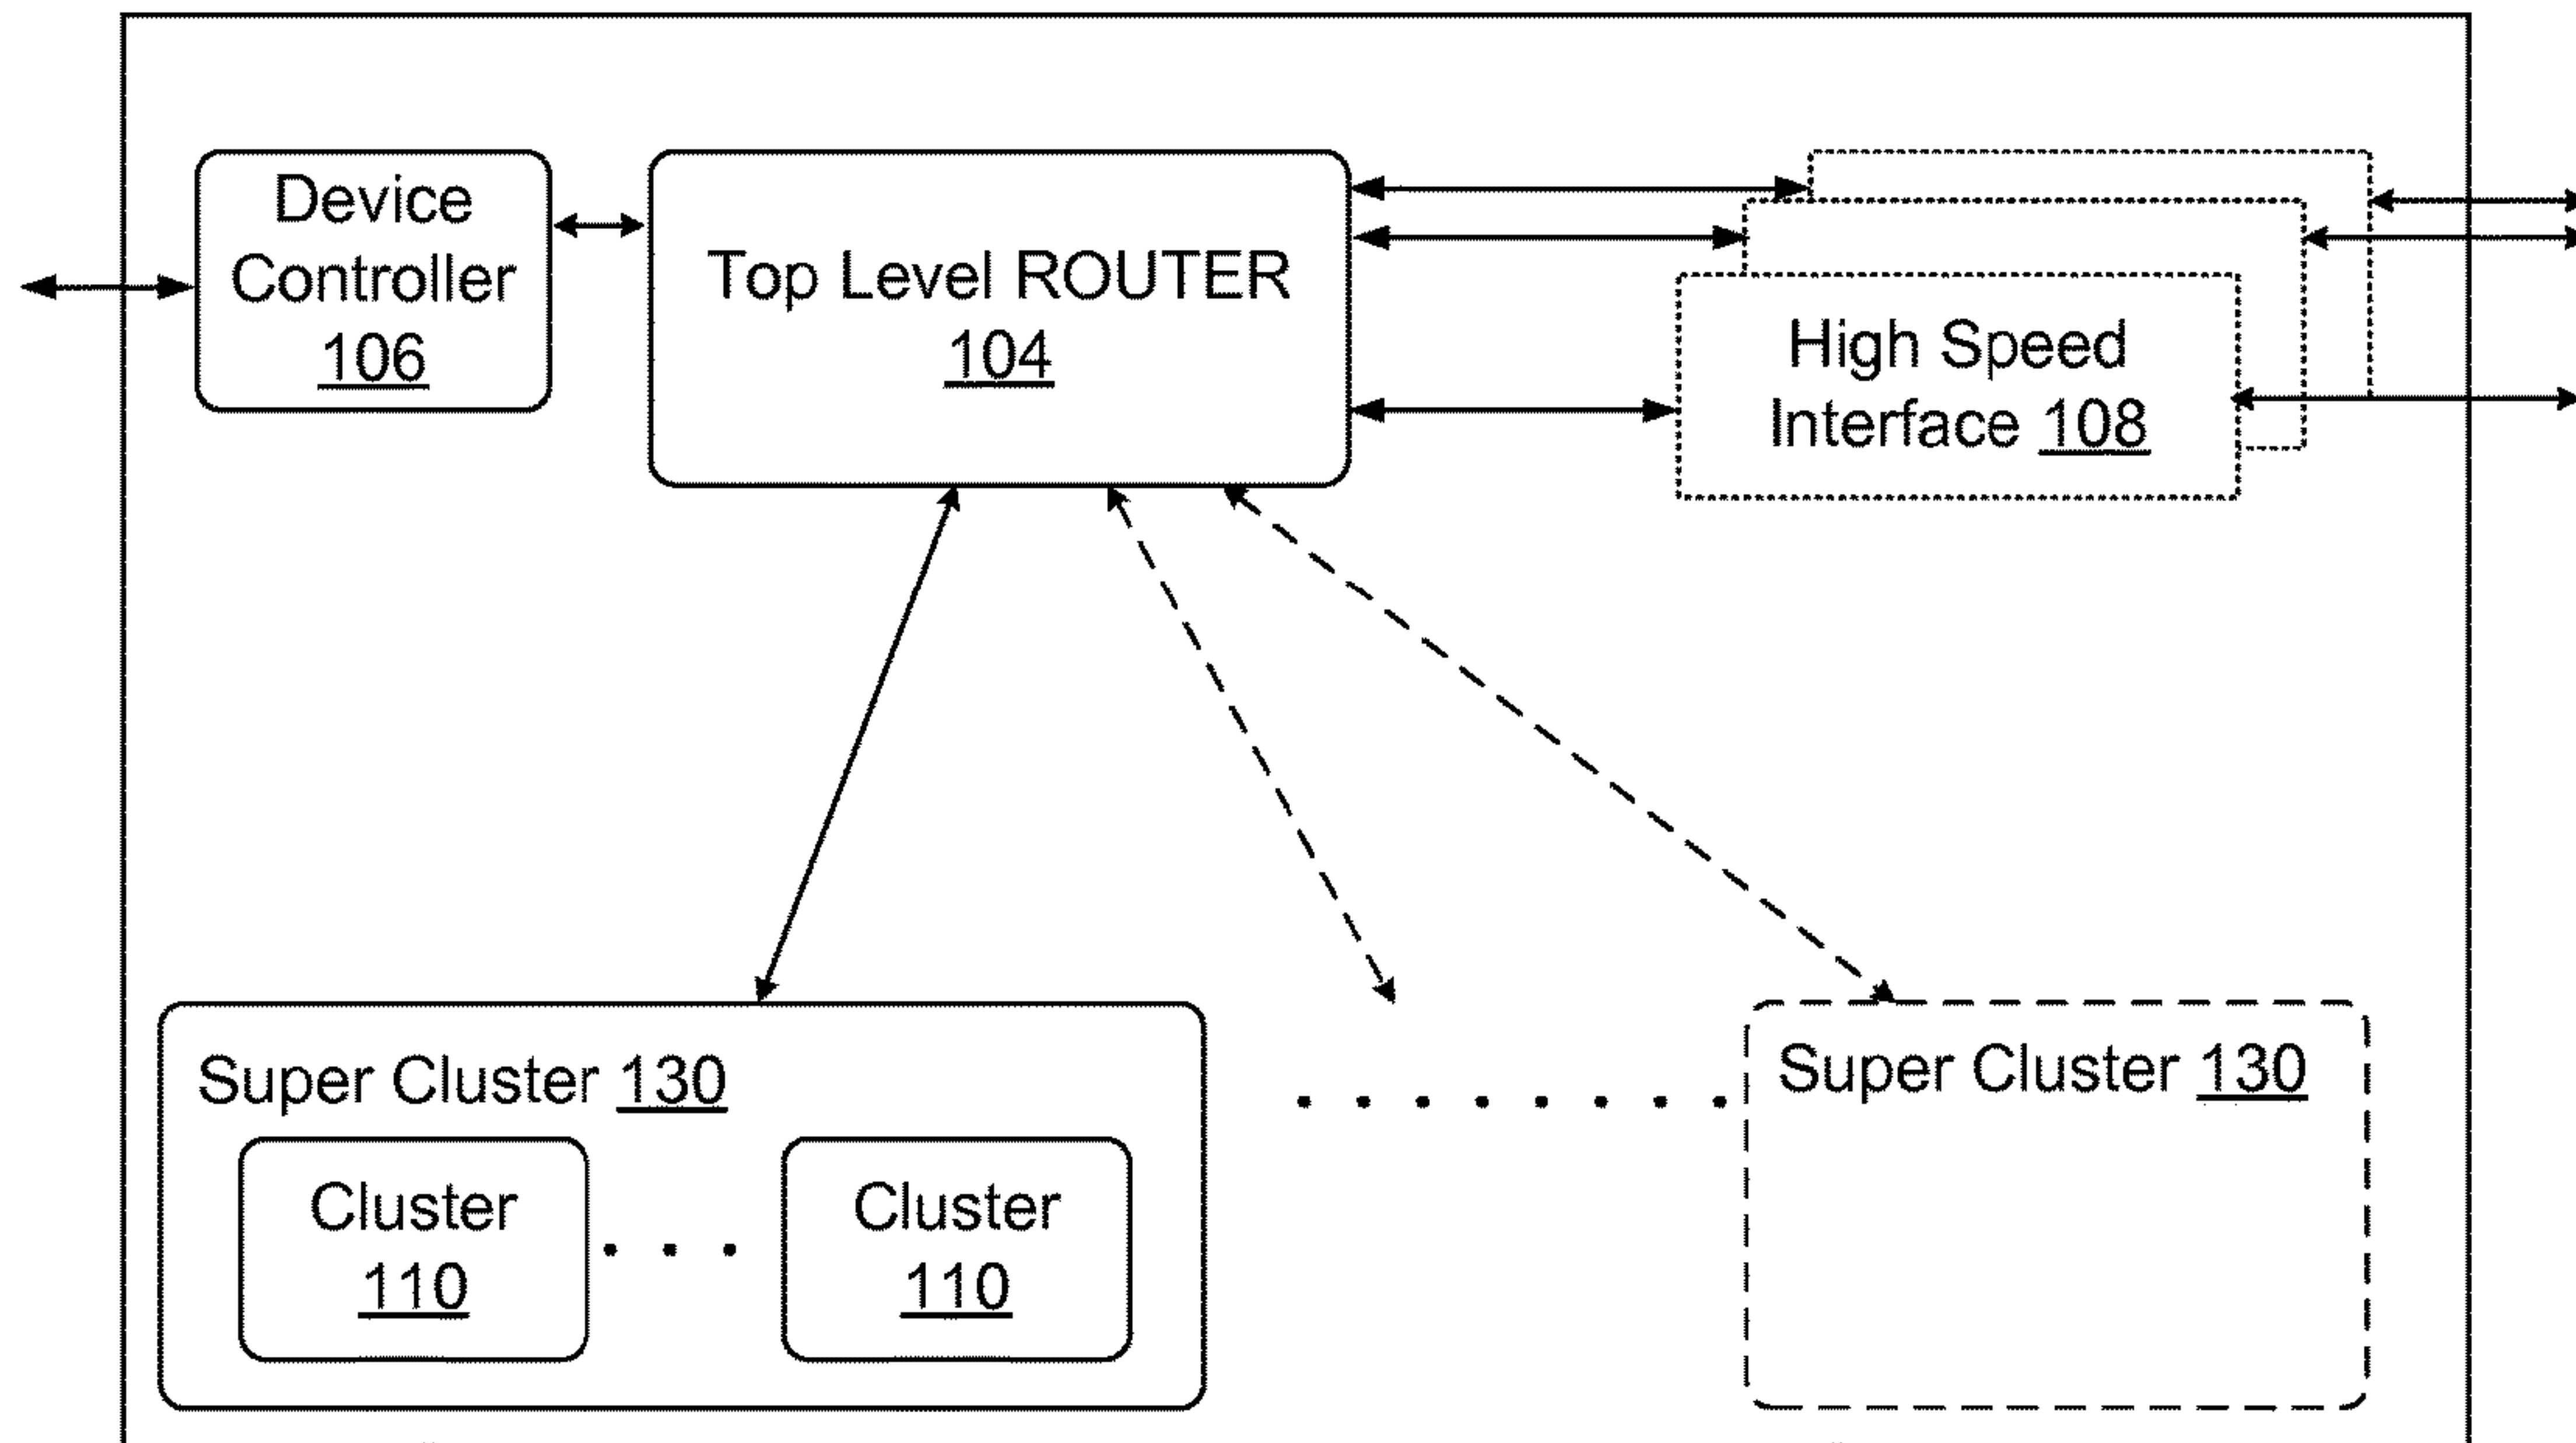 Device
Controller
106
Top Level ROUTER
104
High Speed
Interface 108
Super Cluster 130
Cluster
110
Cluster
110
Super Cluster 130